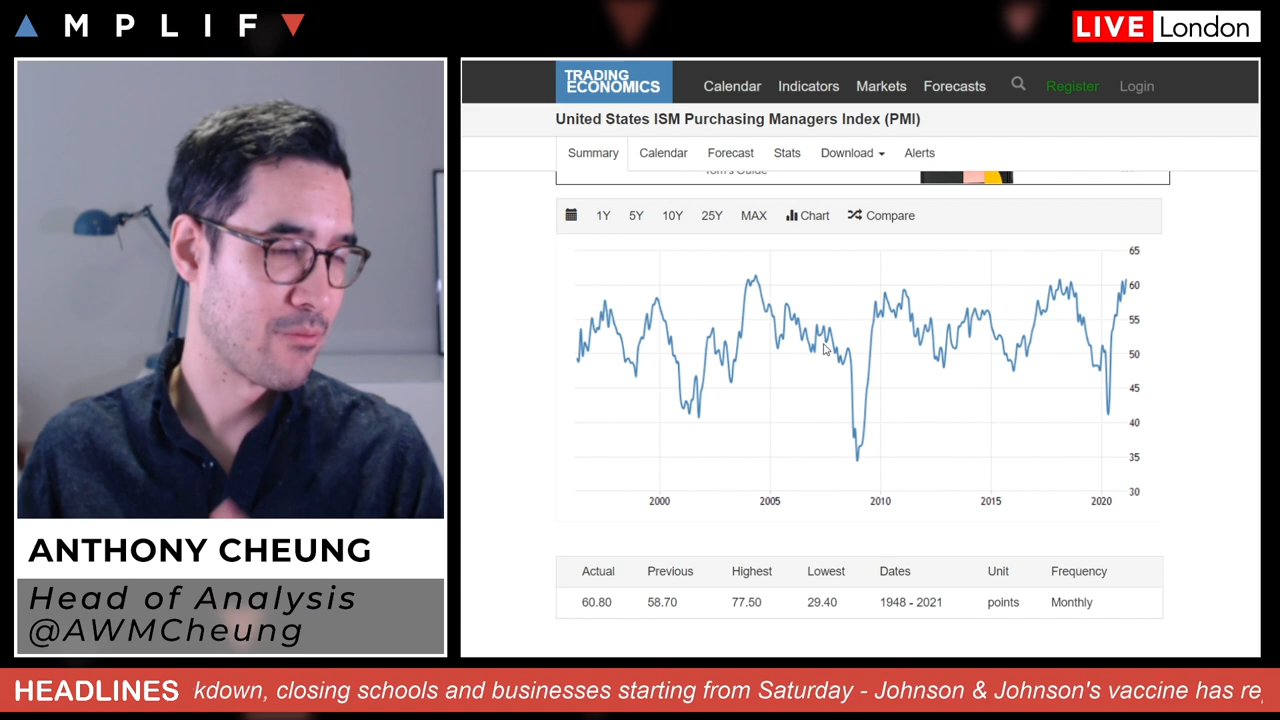 AMPLIFY
LIVE London
TRADING
ECONOMICS
Calendar Indicators Markets Forecasts Register Login
United States ISM Purchasing Managers Index (PMI)
Summary Calendar Forecast Stats Download Alerts
Tom's Guide
1Y 5Y 10Y 25Y MAX Chart Compare
65
60
55
50
45
40
35
30
2000 2005 2010 2015 2020
Actual Previous Highest Lowest Dates Unit Frequency
60.80 58.70 77.50 29.40 1948 - 2021 points Monthly
ANTHONY CHEUNG
Head of Analysis
@AWMCheung
HEADLINES kdown, closing schools and businesses starting from Saturday - Johnson & Johnson's vaccine has re